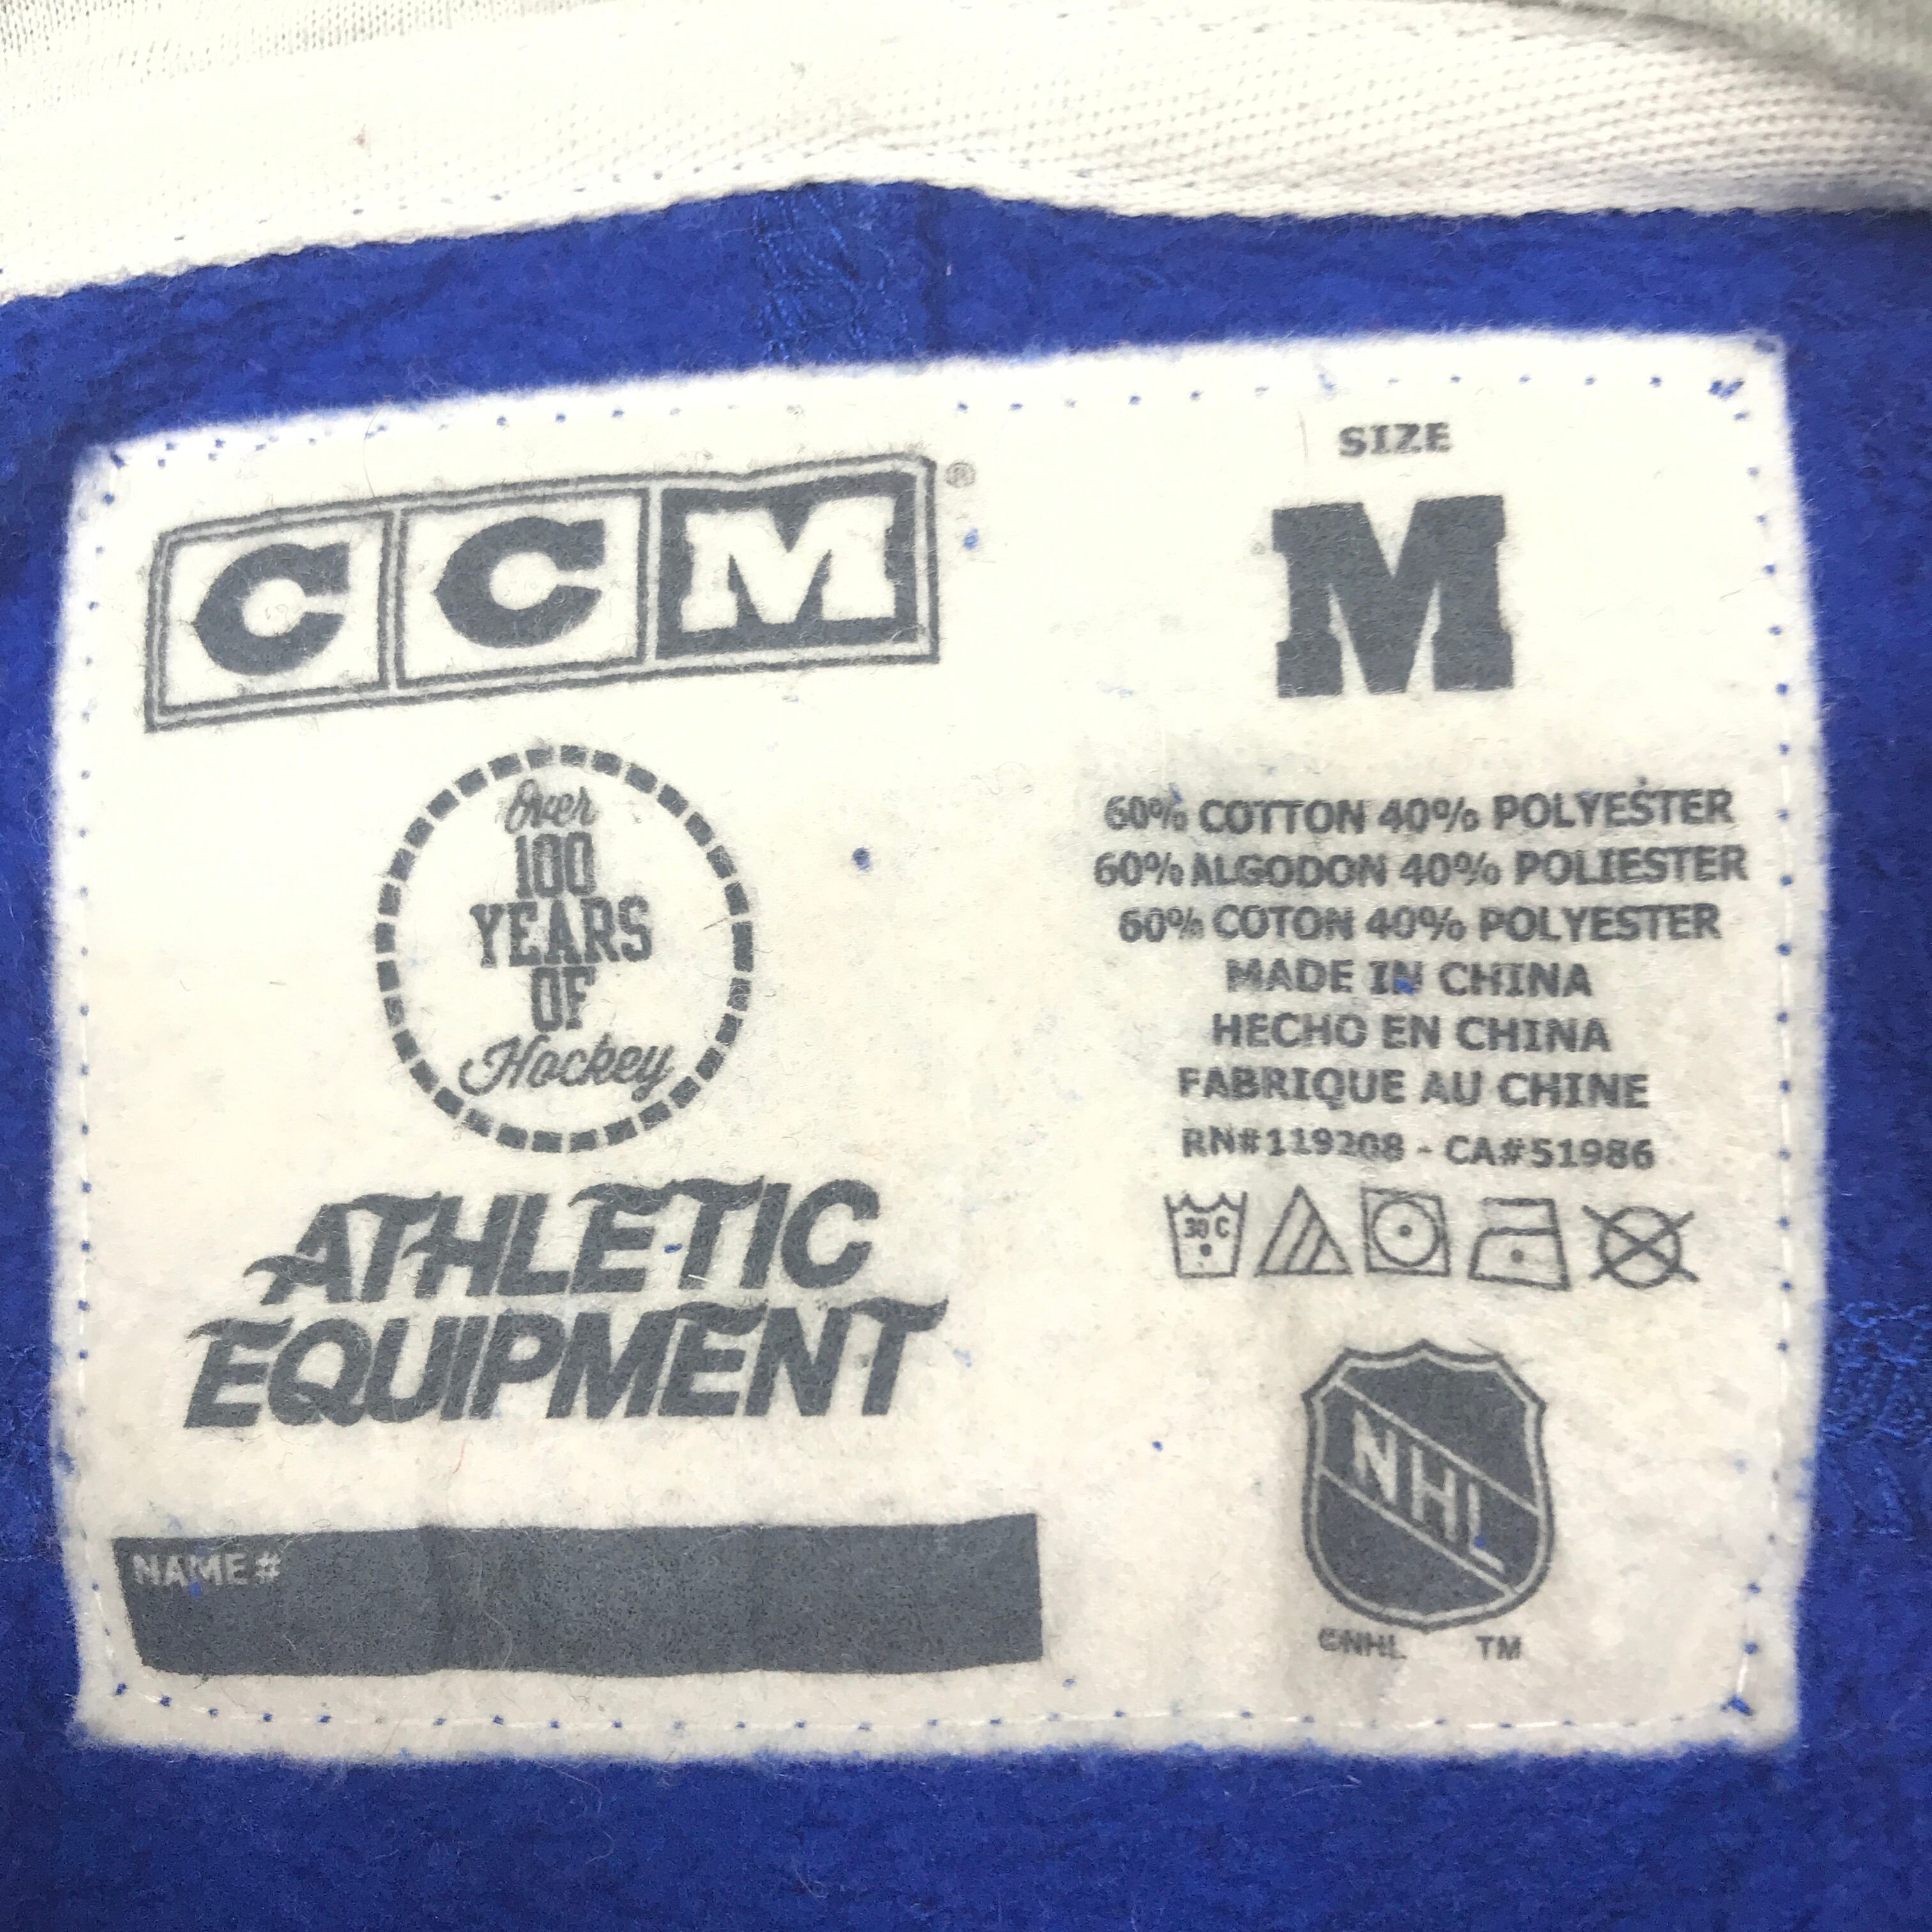 CCM®
Over
100
YEARS
OF
Hockey
ATHLETIC
EQUIPMENT
NAME #
SIZE
M
60% COTTON 40% POLYESTER
60% ALGODON 40% POLIESTER
60% COTON 40% POLYESTER
MADE IN CHINA
HECHO EN CHINA
FABRIQUE AU CHINE
RN#119208 - CA#51986
30 C
NHL
©NHL TM